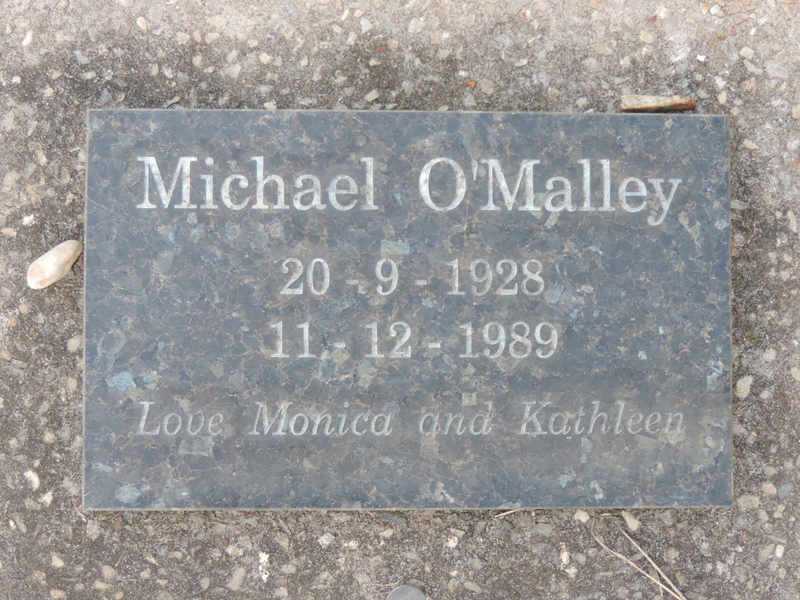 Michael O'Malley
20 - 9 - 1928
11 - 12 - 1989
Love Monica and Kathleen